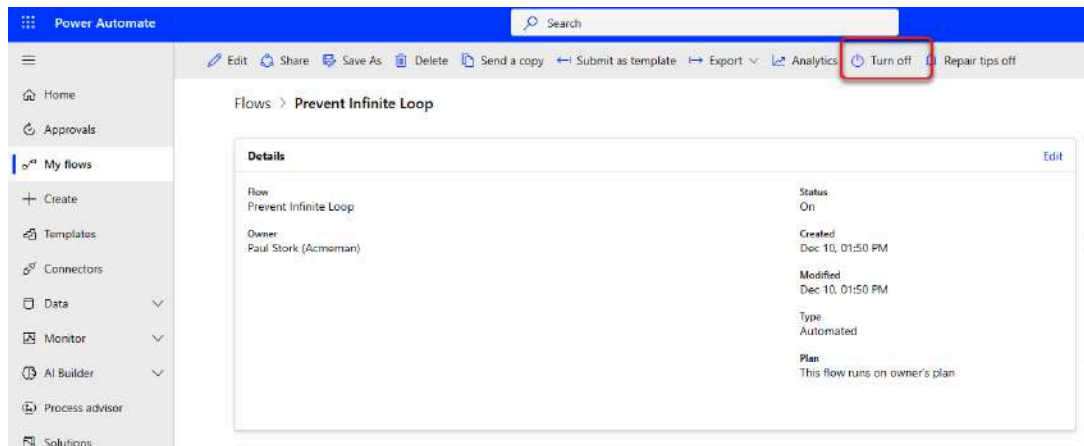 Power Automate
Search
Edit Share Save As Delete Send a copy Submit as template Export Analytics Turn off Repair tips off
Home
Approvals
My flows
Create
Templates
Connectors
Data
Monitor
AI Builder
Process advisor
Solutions
Flows > Prevent Infinite Loop
Details
Edit
Flow
Prevent Infinite Loop
Owner
Paul Stork (Acmeman)
Status
On
Created
Dec 10, 01:50 PM
Modified
Dec 10, 01:50 PM
Type
Automated
Plan
This flow runs on owner's plan